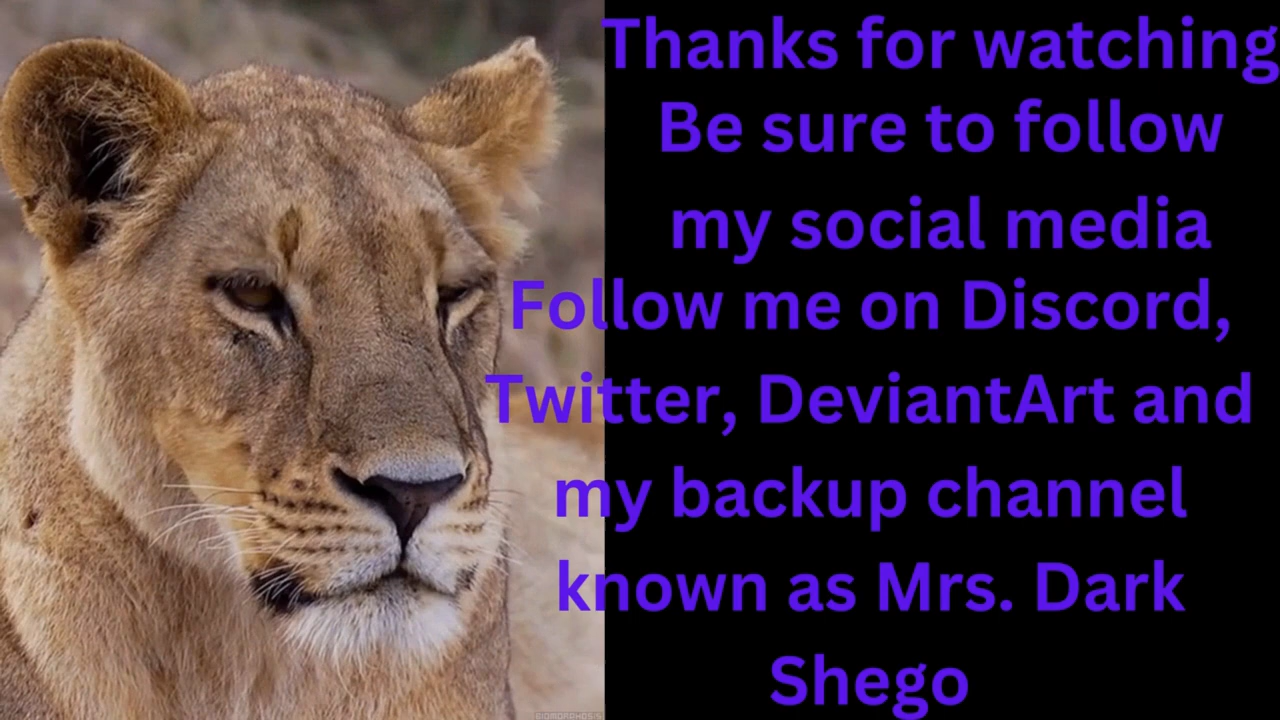 Thanks for watching
Be sure to follow
my social media
Follow me on Discord,
Twitter, DeviantArt and
my backup channel
known as Mrs. Dark
Shego
BIOMORPHOSIS